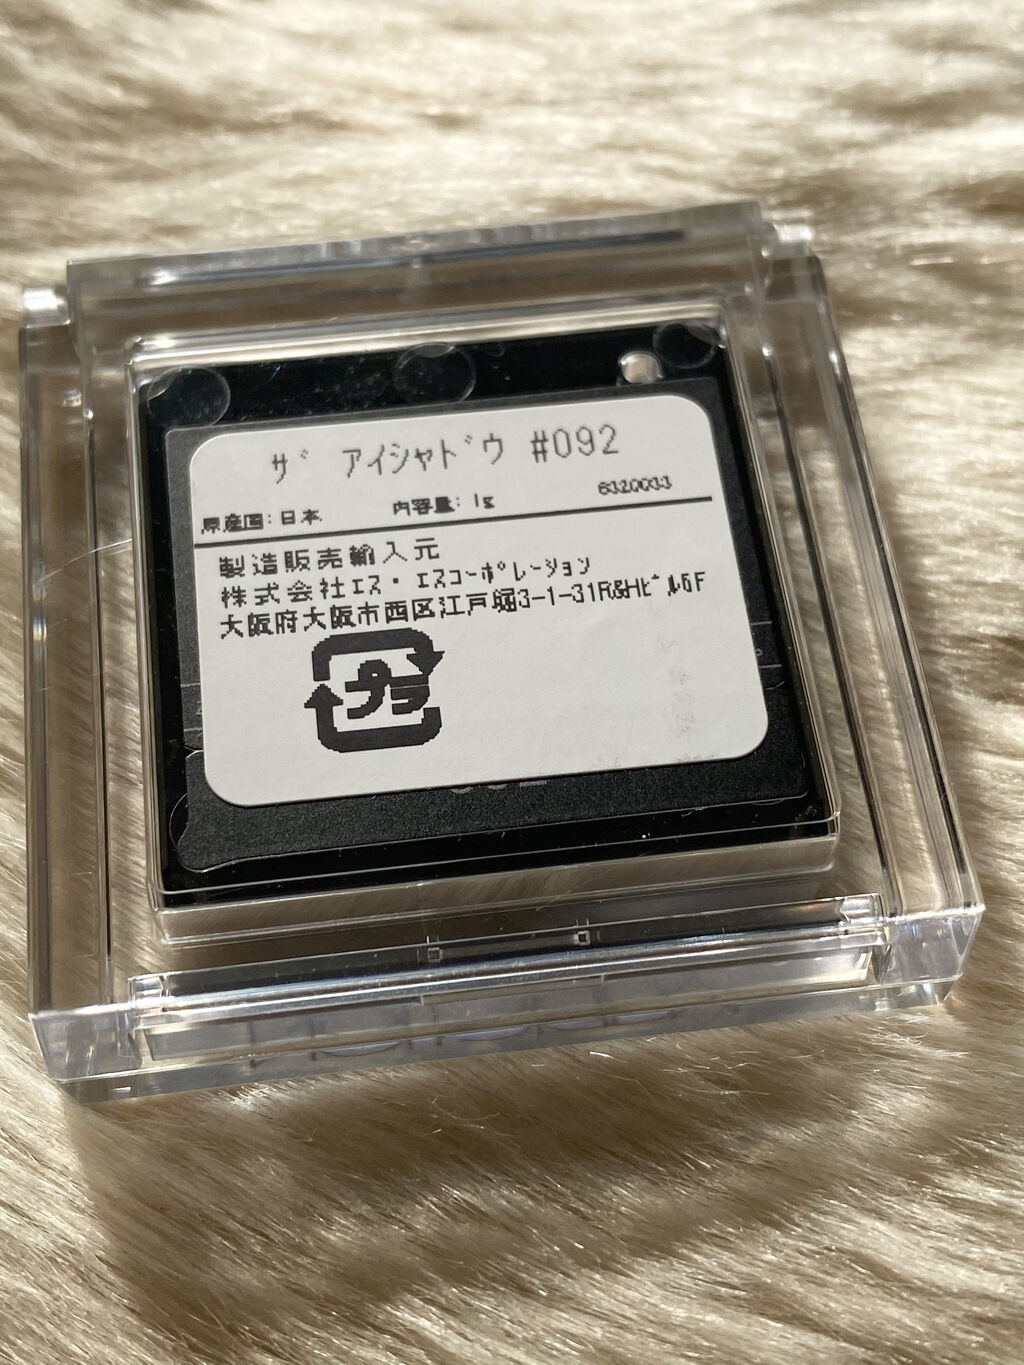 ｻﾞ ｱｲｼｬﾄﾞｳ #092
原産国:日本 内容量:1g 6320033
製造販売輸入元
株式会社ｴｽ・ｴｽｺｰﾎﾟﾚｰｼｮﾝ
大阪府大阪市西区江戸堀3-1-31R&Hﾋﾞﾙ6F
プラ